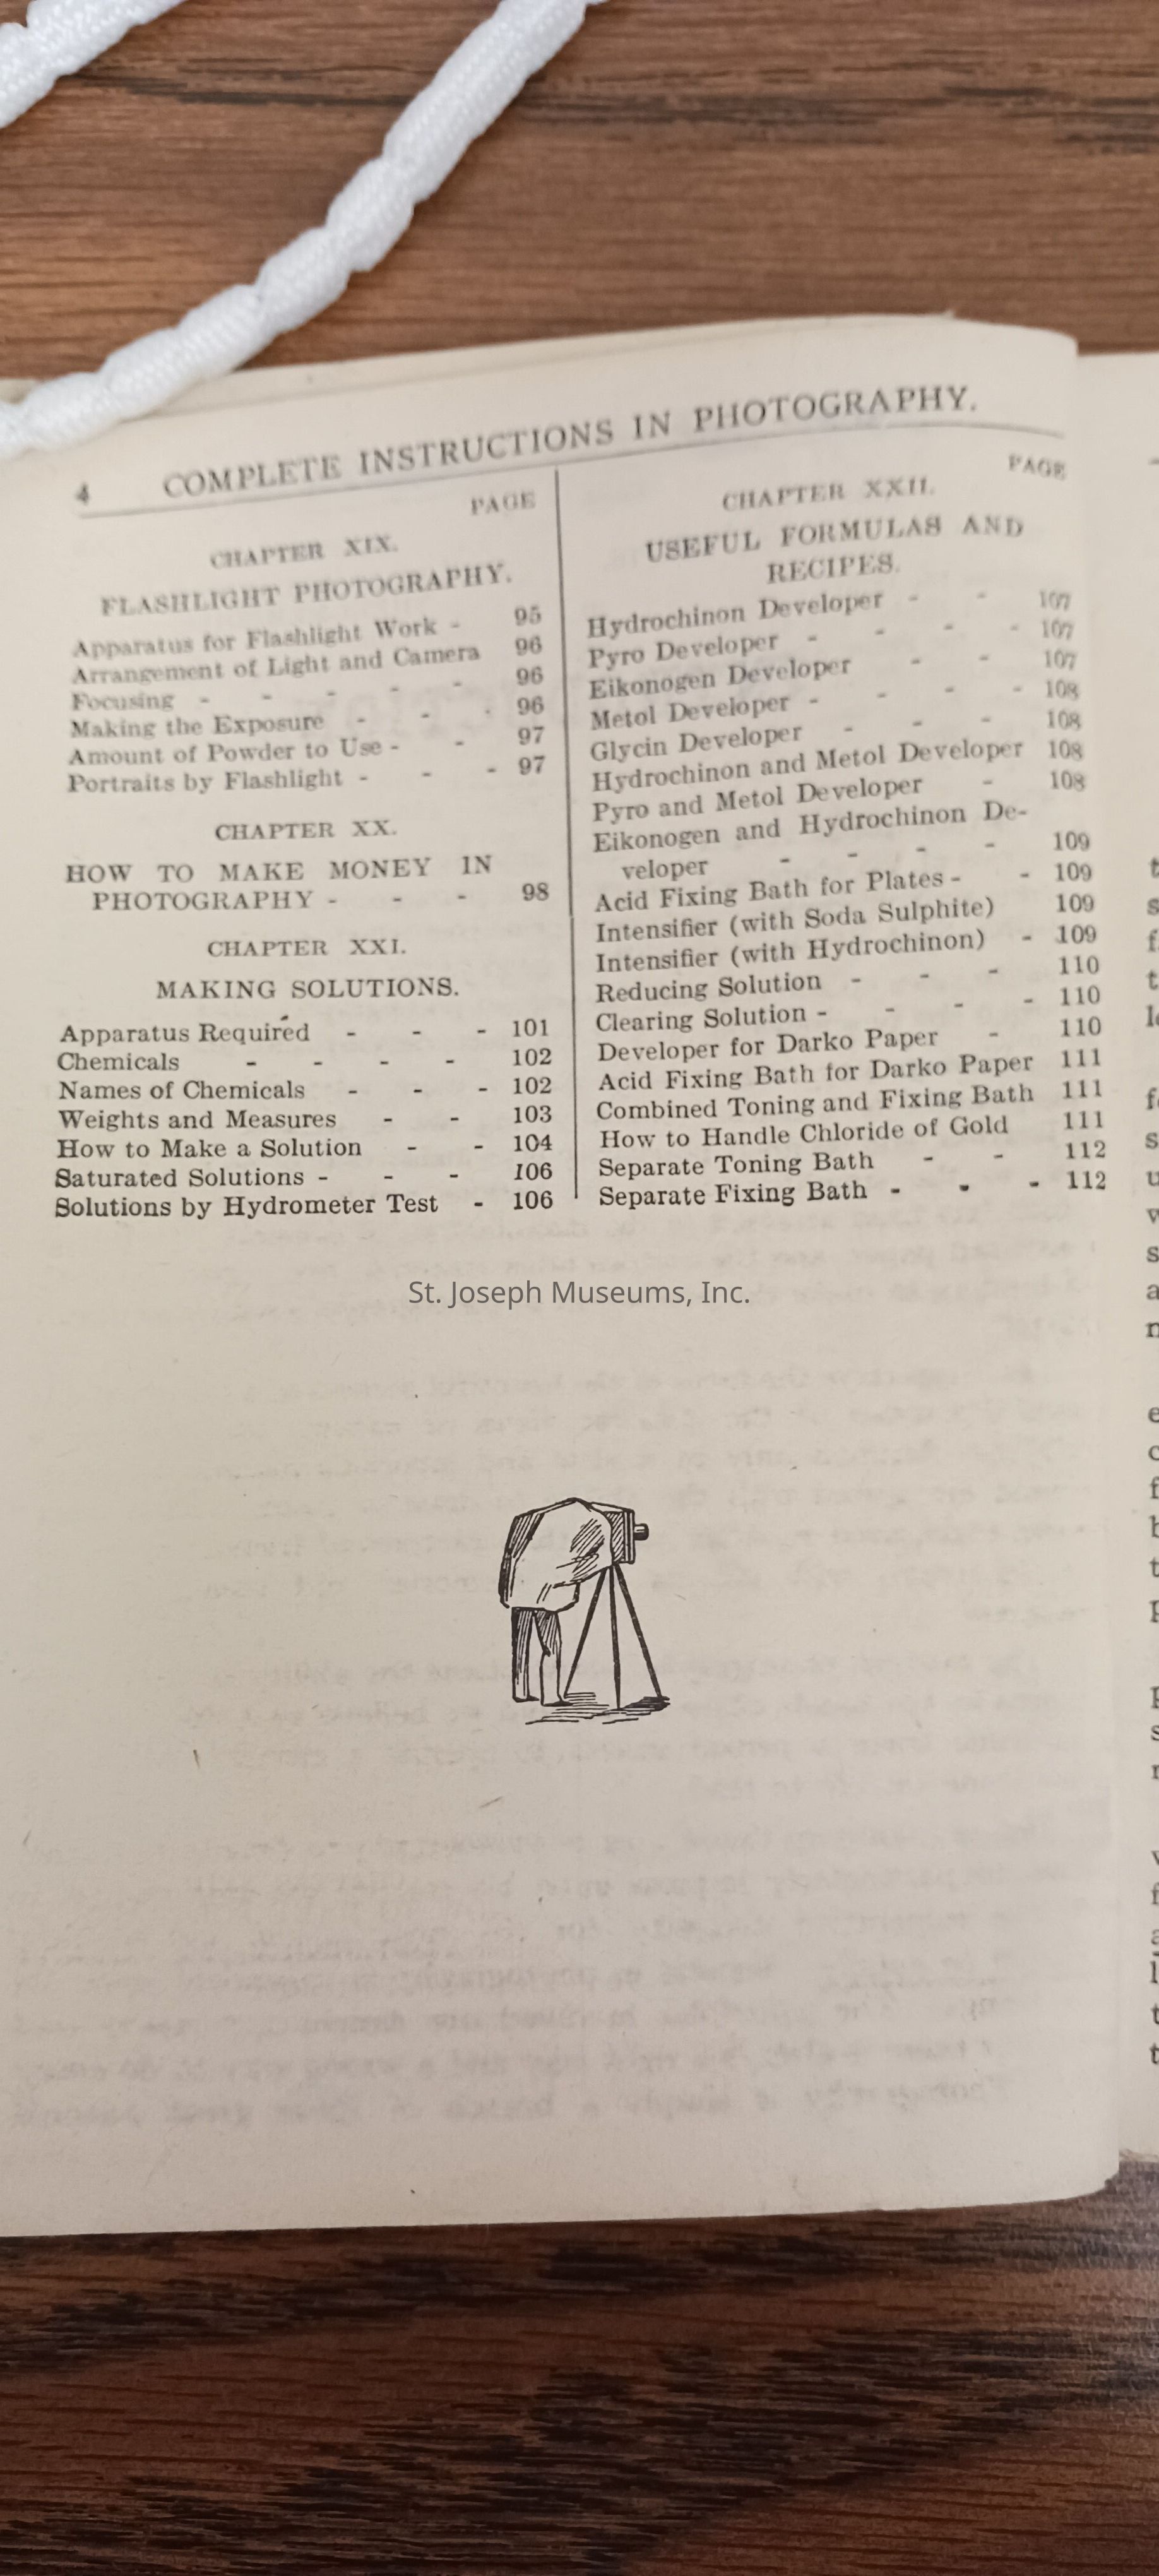 4 COMPLETE INSTRUCTIONS IN PHOTOGRAPHY.
PAGE
CHAPTER XIX.
FLASHLIGHT PHOTOGRAPHY.
Apparatus for Flashlight Work - 95
Arrangement of Light and Camera 96
Focusing - - - - - 96
Making the Exposure - - - 96
Amount of Powder to Use - - 97
Portraits by Flashlight - - - 97
CHAPTER XX.
HOW TO MAKE MONEY IN
PHOTOGRAPHY - - - 98
CHAPTER XXI.
MAKING SOLUTIONS.
Apparatus Required - - - 101
Chemicals - - - - 102
Names of Chemicals - - - 102
Weights and Measures - - 103
How to Make a Solution - - 104
Saturated Solutions - - - 106
Solutions by Hydrometer Test - 106
PAGE
CHAPTER XXII.
USEFUL FORMULAS AND
RECIPES.
Hydrochinon Developer - - 107
Pyro Developer - - - - 107
Eikonogen Developer - - 107
Metol Developer - - - - 108
Glycin Developer - - - 108
Hydrochinon and Metol Developer 108
Pyro and Metol Developer - 108
Eikonogen and Hydrochinon De-
veloper - - - - 109
Acid Fixing Bath for Plates - - 109
Intensifier (with Soda Sulphite) 109
Intensifier (with Hydrochinon) - 109
Reducing Solution - - - 110
Clearing Solution - - - - 110
Developer for Darko Paper - 110
Acid Fixing Bath for Darko Paper 111
Combined Toning and Fixing Bath 111
How to Handle Chloride of Gold 111
Separate Toning Bath - - 112
Separate Fixing Bath - - - 112
St. Joseph Museums, Inc.